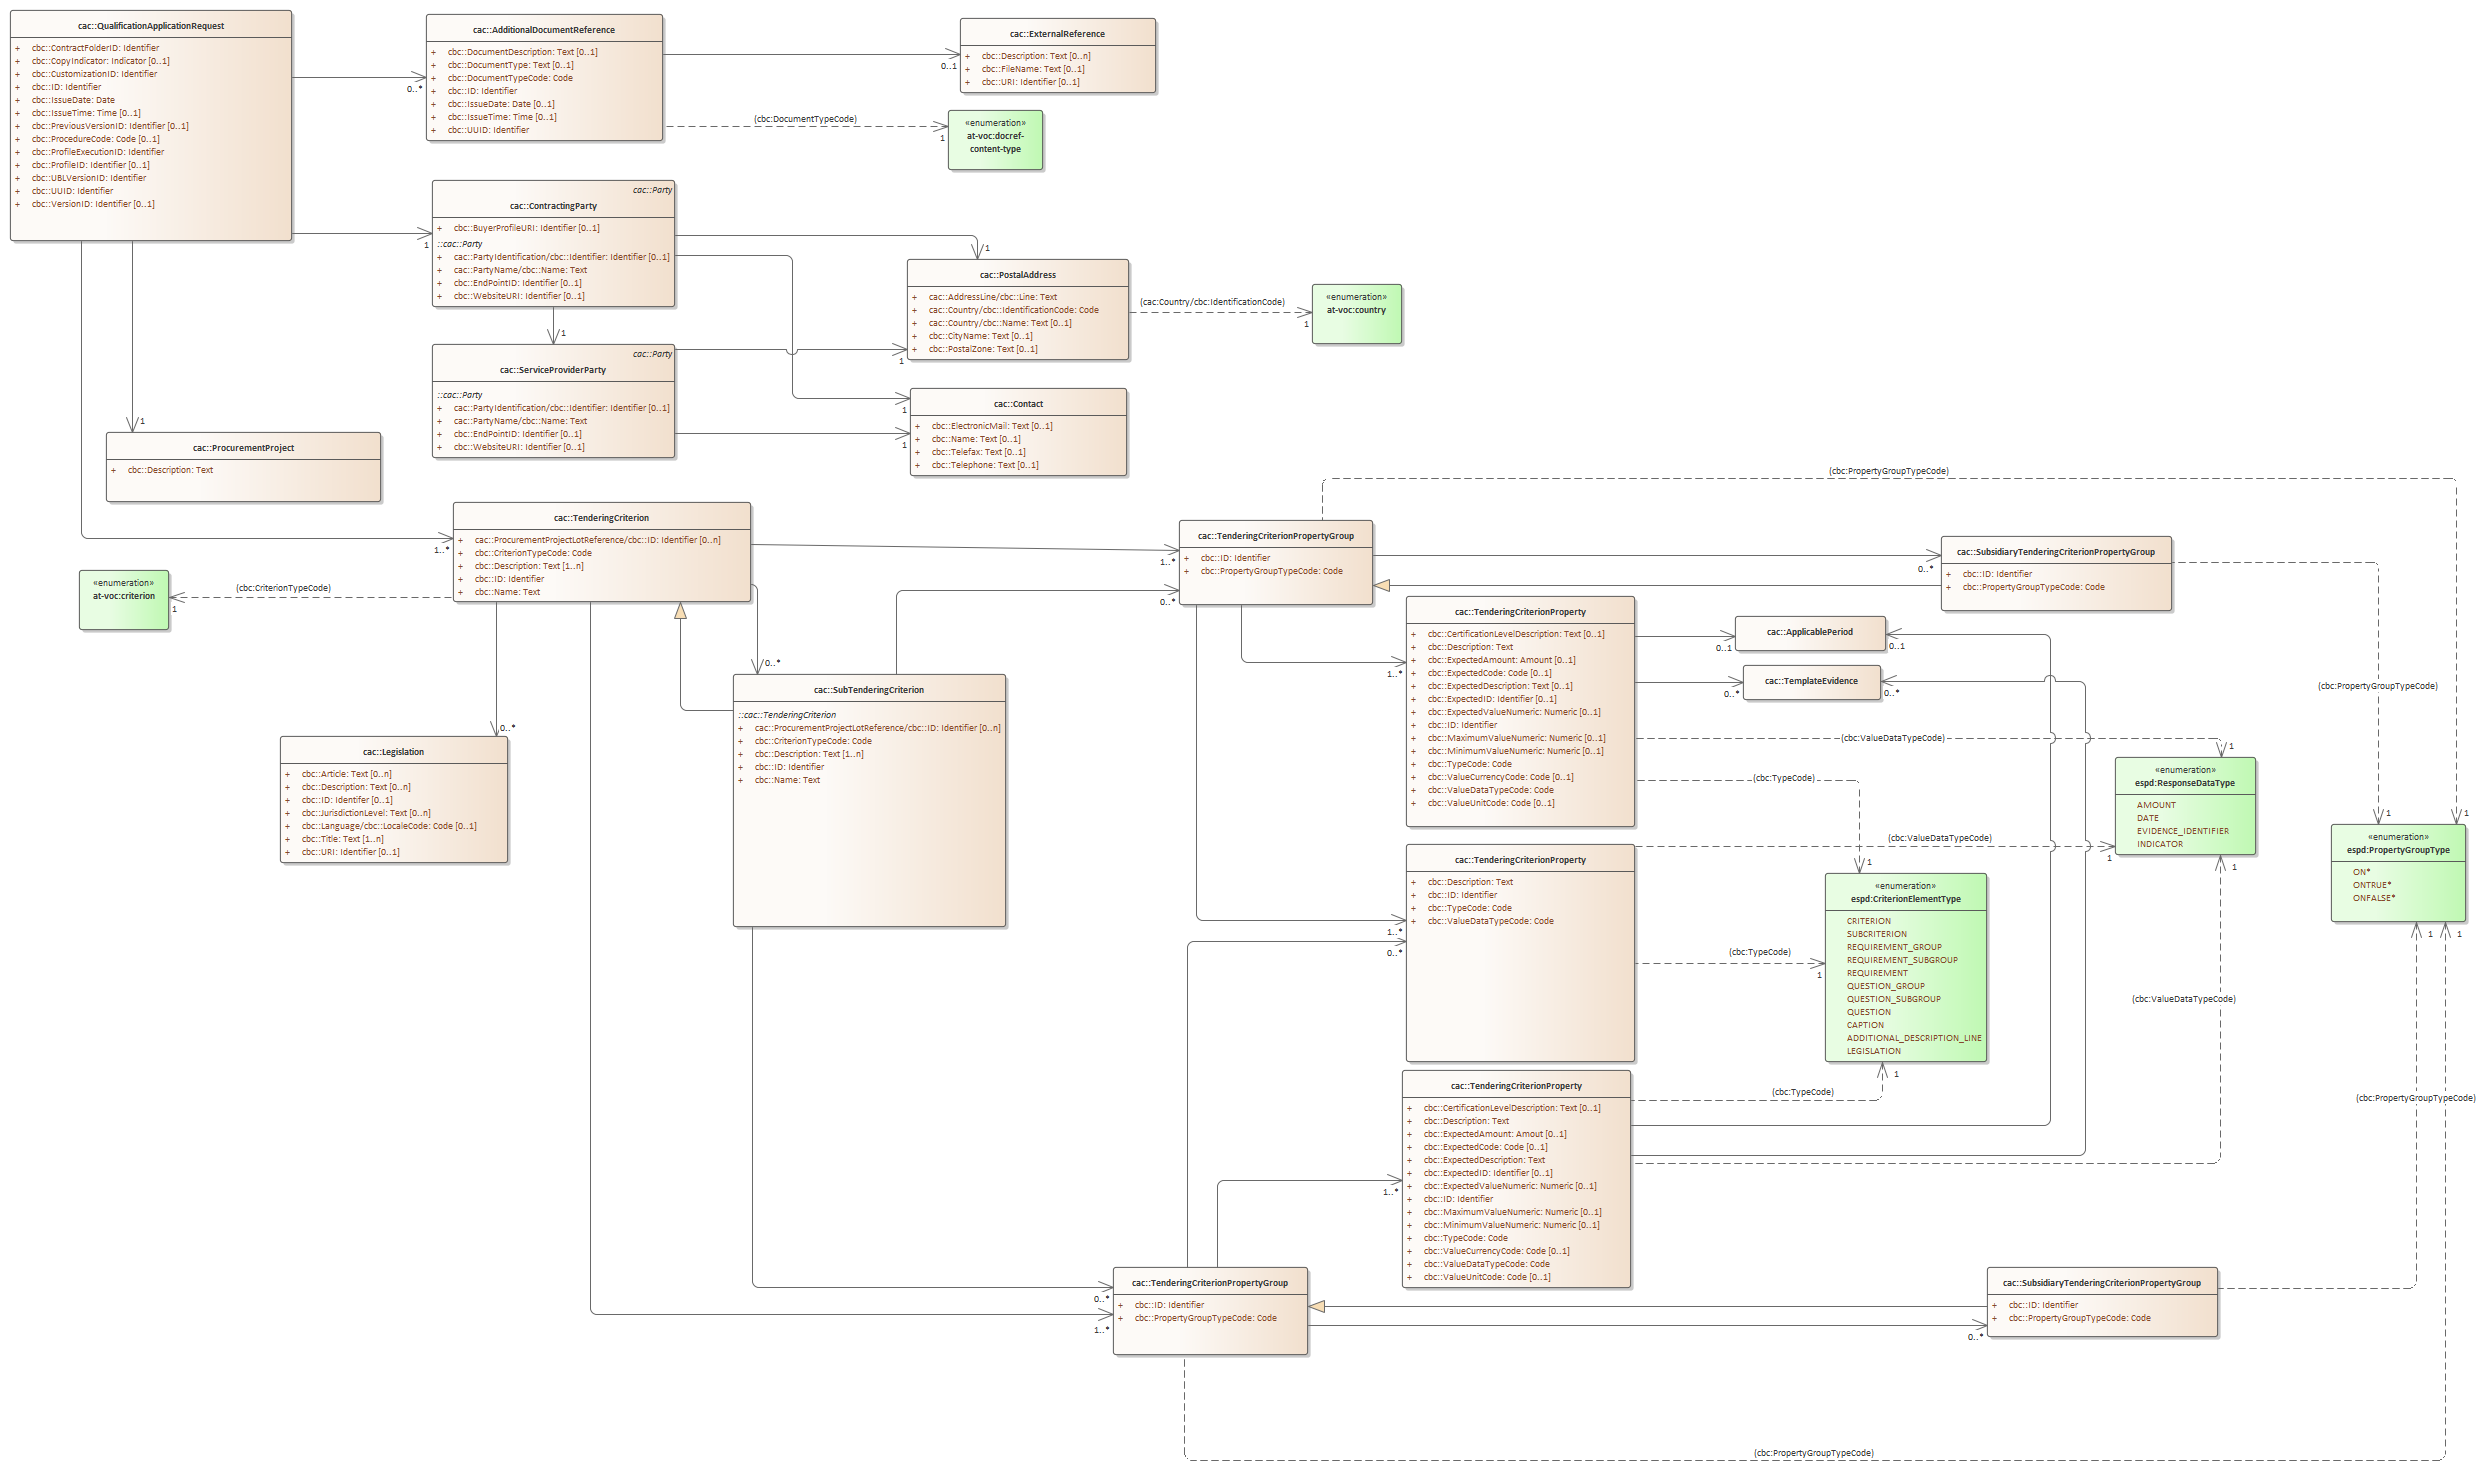 cac::QualificationApplicationRequest
+ cbc::ContractFolderID: Identifier
+ cbc::CopyIndicator: Indicator [0..1]
+ cbc::CustomizationID: Identifier
+ cbc::ID: Identifier
+ cbc::IssueDate: Date
+ cbc::IssueTime: Time [0..1]
+ cbc::PreviousVersionID: Identifier [0..1]
+ cbc::ProcedureCode: Code [0..1]
+ cbc::ProfileExecutionID: Identifier
+ cbc::ProfileID: Identifier [0..1]
+ cbc::UBLVersionID: Identifier
+ cbc::UUID: Identifier
+ cbc::VersionID: Identifier [0..1]
0..*
1
1
1..*
cac::AdditionalDocumentReference
+ cbc::DocumentDescription: Text [0..1]
+ cbc::DocumentType: Text [0..1]
+ cbc::DocumentTypeCode: Code
+ cbc::ID: Identifier
+ cbc::IssueDate: Date [0..1]
+ cbc::IssueTime: Time [0..1]
+ cbc::UUID: Identifier
0..1
(cbc:DocumentTypeCode)
1
cac::ExternalReference
+ cbc::Description: Text [0..n]
+ cbc::FileName: Text [0..1]
+ cbc::URI: Identifier [0..1]
«enumeration»
at-voc:docref-
content-type
cac::Party
cac::ContractingParty
+ cbc::BuyerProfileURI: Identifier [0..1]
::cac::Party
+ cac::PartyIdentification/cbc::Identifier: Identifier [0..1]
+ cac::PartyName/cbc::Name: Text
+ cbc::EndPointID: Identifier [0..1]
+ cbc::WebsiteURI: Identifier [0..1]
1
1
cac::PostalAddress
+ cac::AddressLine/cbc::Line: Text
+ cac::Country/cbc::IdentificationCode: Code
+ cac::Country/cbc::Name: Text [0..1]
+ cbc::CityName: Text [0..1]
+ cbc::PostalZone: Text [0..1]
(cac:Country/cbc:IdentificationCode)
1
«enumeration»
at-voc:country
cac::Party
cac::ServiceProviderParty
::cac::Party
+ cac::PartyIdentification/cbc::Identifier: Identifier [0..1]
+ cac::PartyName/cbc::Name: Text
+ cbc::EndPointID: Identifier [0..1]
+ cbc::WebsiteURI: Identifier [0..1]
1
1
1
cac::Contact
+ cbc::ElectronicMail: Text [0..1]
+ cbc::Name: Text [0..1]
+ cbc::Telefax: Text [0..1]
+ cbc::Telephone: Text [0..1]
cac::ProcurementProject
+ cbc::Description: Text
cac::TenderingCriterion
+ cac::ProcurementProjectLotReference/cbc::ID: Identifier [0..n]
+ cbc::CriterionTypeCode: Code
+ cbc::Description: Text [1..n]
+ cbc::ID: Identifier
+ cbc::Name: Text
(cbc:CriterionTypeCode)
1
«enumeration»
at-voc:criterion
1..*
0..*
0..*
0..*
cac::TenderingCriterionPropertyGroup
+ cbc::ID: Identifier
+ cbc::PropertyGroupTypeCode: Code
(cbc:PropertyGroupTypeCode)
0..*
cac::SubsidiaryTenderingCriterionPropertyGroup
+ cbc::ID: Identifier
+ cbc::PropertyGroupTypeCode: Code
(cbc:PropertyGroupTypeCode)
cac::SubTenderingCriterion
::cac::TenderingCriterion
+ cac::ProcurementProjectLotReference/cbc::ID: Identifier [0..n]
+ cbc::CriterionTypeCode: Code
+ cbc::Description: Text [1..n]
+ cbc::ID: Identifier
+ cbc::Name: Text
cac::Legislation
+ cbc::Article: Text [0..n]
+ cbc::Description: Text [0..n]
+ cbc::ID: Identifer [0..1]
+ cbc::JurisdictionLevel: Text [0..n]
+ cbc::Language/cbc::LocaleCode: Code [0..1]
+ cbc::Title: Text [1..n]
+ cbc::URI: Identifier [0..1]
cac::TenderingCriterionProperty
+ cbc::CertificationLevelDescription: Text [0..1]
+ cbc::Description: Text
+ cbc::ExpectedAmount: Amount [0..1]
+ cbc::ExpectedCode: Code [0..1]
+ cbc::ExpectedDescription: Text [0..1]
+ cbc::ExpectedID: Identifier [0..1]
+ cbc::ExpectedValueNumeric: Numeric [0..1]
+ cbc::ID: Identifier
+ cbc::MaximumValueNumeric: Numeric [0..1]
+ cbc::MinimumValueNumeric: Numeric [0..1]
+ cbc::TypeCode: Code
+ cbc::ValueCurrencyCode: Code [0..1]
+ cbc::ValueDataTypeCode: Code
+ cbc::ValueUnitCode: Code [0..1]
1..*
0..1
0..1
cac::ApplicablePeriod
cac::TemplateEvidence
0..*
0..*
(cbc:ValueDataTypeCode)
1
(cbc:TypeCode)
1
«enumeration»
espd:ResponseDataType
AMOUNT
DATE
EVIDENCE_IDENTIFIER
INDICATOR
1
1
«enumeration»
espd:PropertyGroupType
ON*
ONTRUE*
ONFALSE*
1
1
cac::TenderingCriterionProperty
+ cbc::Description: Text
+ cbc::ID: Identifier
+ cbc::TypeCode: Code
+ cbc::ValueDataTypeCode: Code
1..*
0..*
(cbc:ValueDataTypeCode)
1
1
(cbc:TypeCode)
1
«enumeration»
espd:CriterionElementType
CRITERION
SUBCRITERION
REQUIREMENT_GROUP
REQUIREMENT_SUBGROUP
REQUIREMENT
QUESTION_GROUP
QUESTION_SUBGROUP
QUESTION
CAPTION
ADDITIONAL_DESCRIPTION_LINE
LEGISLATION
1
(cbc:ValueDataTypeCode)
(cbc:TypeCode)
(cbc:PropertyGroupTypeCode)
cac::TenderingCriterionProperty
+ cbc::CertificationLevelDescription: Text [0..1]
+ cbc::Description: Text
+ cbc::ExpectedAmount: Amout [0..1]
+ cbc::ExpectedCode: Code [0..1]
+ cbc::ExpectedDescription: Text
+ cbc::ExpectedID: Identifier [0..1]
+ cbc::ExpectedValueNumeric: Numeric [0..1]
+ cbc::ID: Identifier
+ cbc::MaximumValueNumeric: Numeric [0..1]
+ cbc::MinimumValueNumeric: Numeric [0..1]
+ cbc::TypeCode: Code
+ cbc::ValueCurrencyCode: Code [0..1]
+ cbc::ValueDataTypeCode: Code
+ cbc::ValueUnitCode: Code [0..1]
1..*
0..*
1..*
cac::TenderingCriterionPropertyGroup
+ cbc::ID: Identifier
+ cbc::PropertyGroupTypeCode: Code
0..*
cac::SubsidiaryTenderingCriterionPropertyGroup
+ cbc::ID: Identifier
+ cbc::PropertyGroupTypeCode: Code
(cbc:PropertyGroupTypeCode)